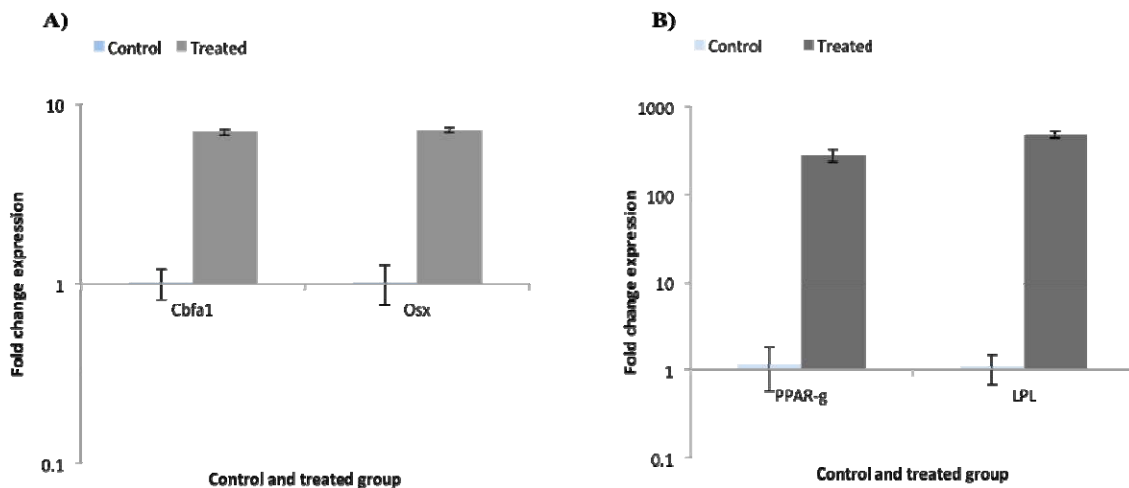 A)
Control Treated
10
1
0.1
Fold change expression
Cbfa1 Osx
Control and treated group
B)
Control Treated
1000
100
10
1
0.1
Fold change expression
PPAR-g LPL
Control and treated group